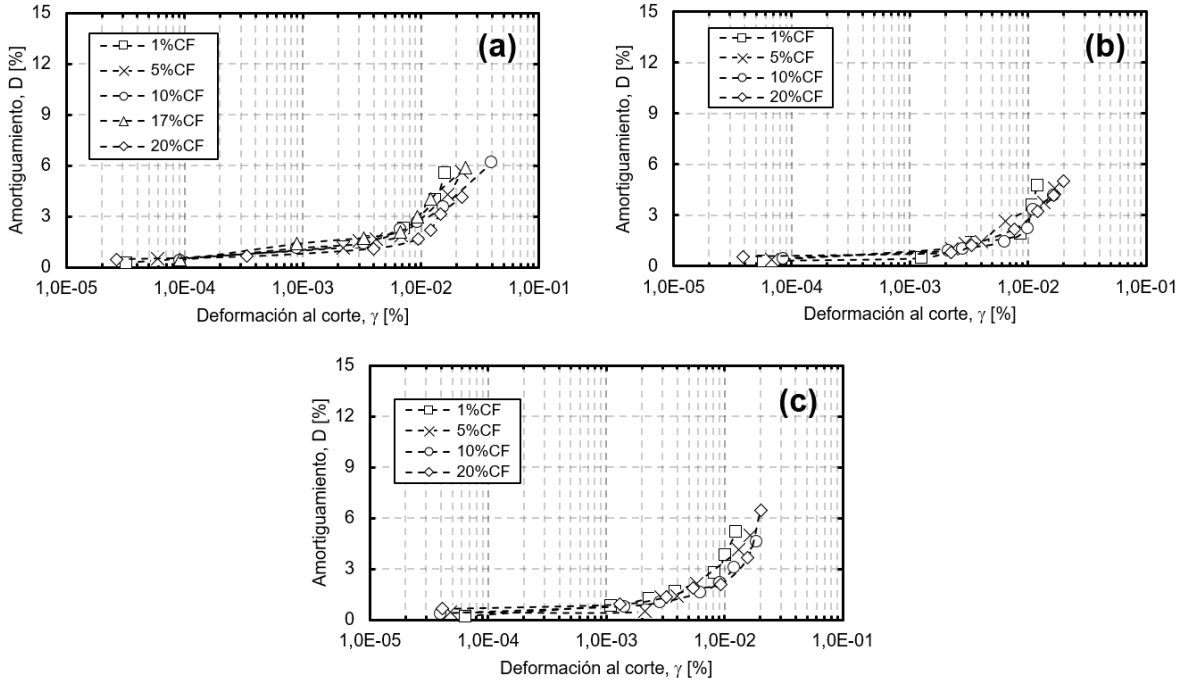 15
12
9
6
3
0
Amortiguamiento, D [%]
1%CF
5%CF
10%CF
17%CF
20%CF
(a)
1,0E-05 1,0E-04 1,0E-03 1,0E-02 1,0E-01
Deformación al corte, γ [%]
15
12
9
6
3
0
Amortiguamiento, D [%]
1%CF
5%CF
10%CF
20%CF
(b)
1,0E-05 1,0E-04 1,0E-03 1,0E-02 1,0E-01
Deformación al corte, γ [%]
15
12
9
6
3
0
Amortiguamiento, D [%]
1%CF
5%CF
10%CF
20%CF
(c)
1,0E-05 1,0E-04 1,0E-03 1,0E-02 1,0E-01
Deformación al corte, γ [%]